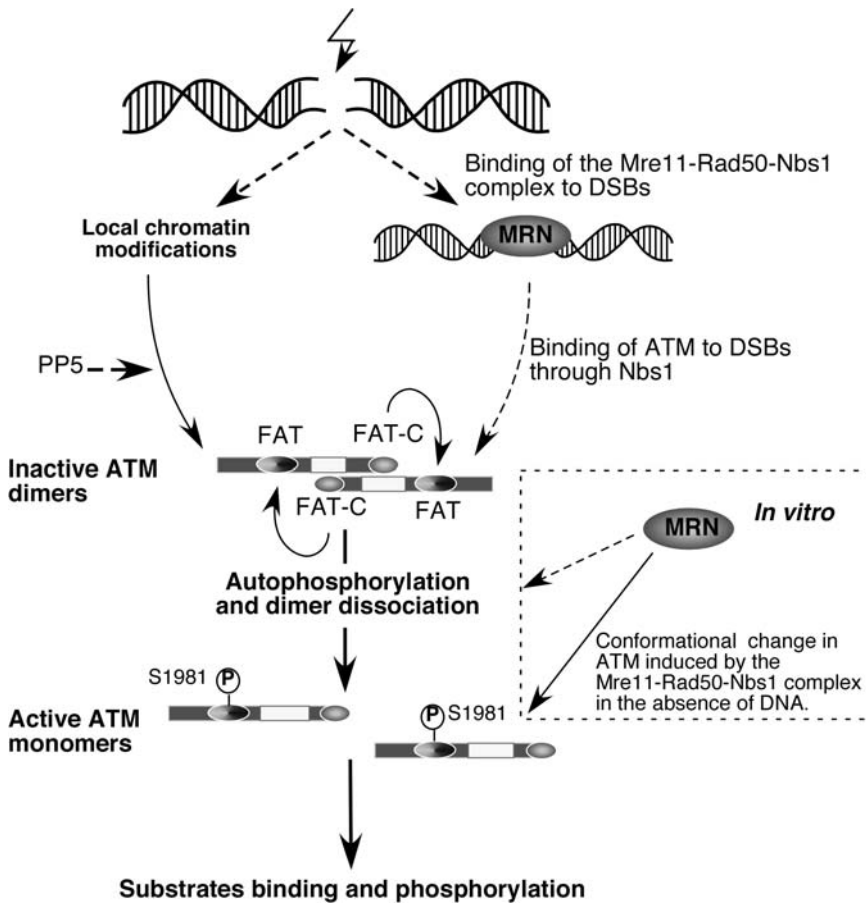 Binding of the Mre11-Rad50-Nbs1
complex to DSBs
Local chromatin
modifications
MRN
PP5
Binding of ATM to DSBs
through Nbs1
FAT
FAT-C
Inactive ATM
dimers
FAT-C
FAT
MRN
In vitro
Autophosphorylation
and dimer dissociation
Conformational change in
ATM induced by the
Mre11-Rad50-Nbs1 complex
in the absence of DNA.
S1981
P
P
S1981
Active ATM
monomers
Substrates binding and phosphorylation